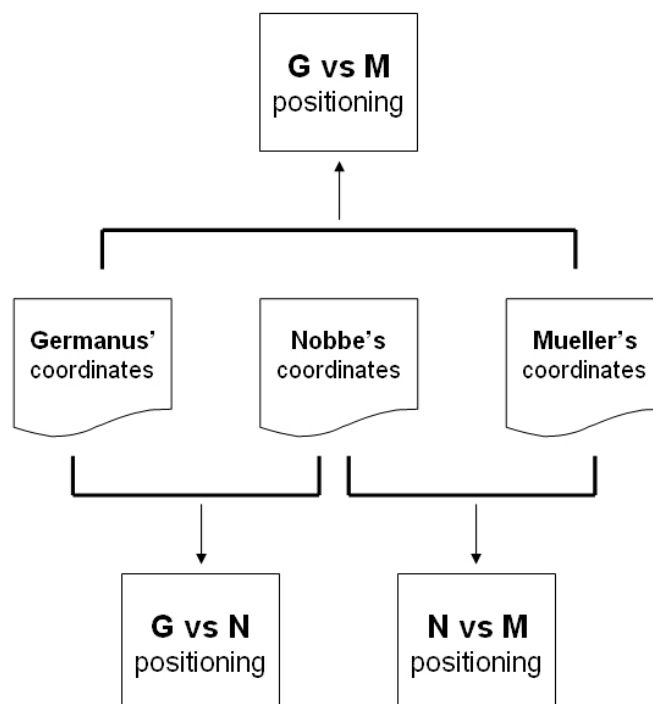 G vs M
positioning
Germanus’
coordinates
Nobbe’s
coordinates
Mueller’s
coordinates
G vs N
positioning
N vs M
positioning